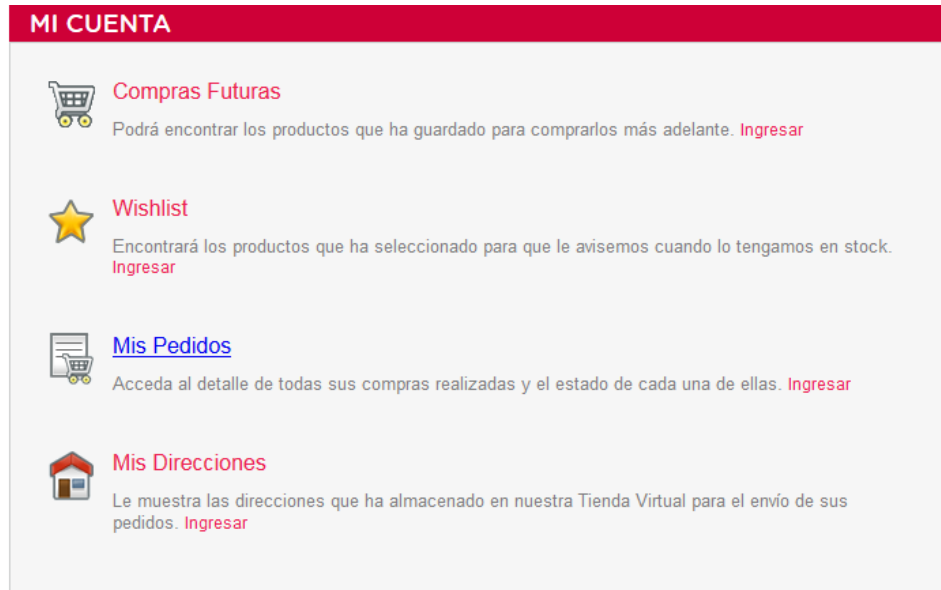 MI CUENTA
Compras Futuras
Podrá encontrar los productos que ha guardado para comprarlos más adelante. Ingresar
Wishlist
Encontrará los productos que ha seleccionado para que le avisemos cuando lo tengamos en stock.
Ingresar
Mis Pedidos
Acceda al detalle de todas sus compras realizadas y el estado de cada una de ellas. Ingresar
Mis Direcciones
Le muestra las direcciones que ha almacenado en nuestra Tienda Virtual para el envío de sus
pedidos. Ingresar